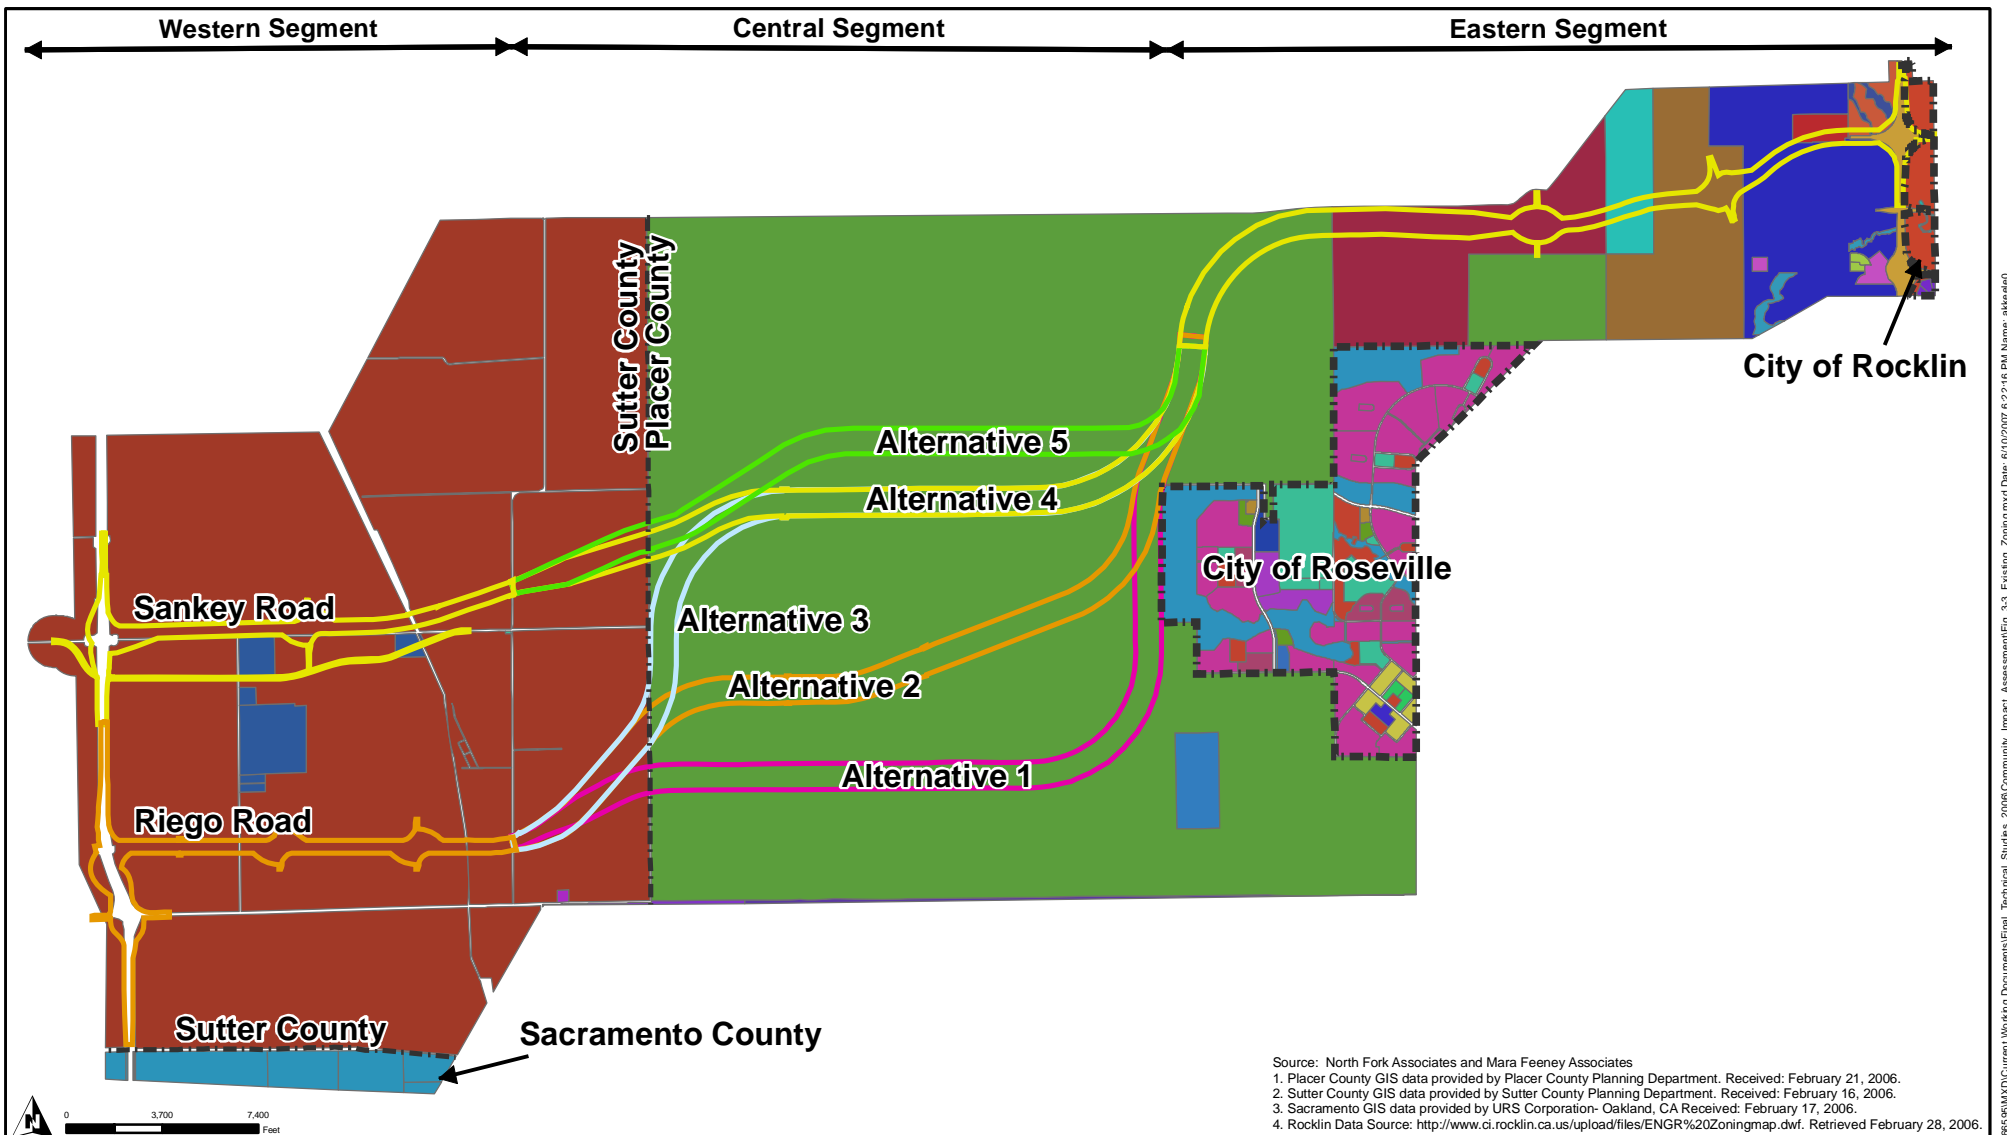 Western Segment
Central Segment
Eastern Segment
Sutter County
Placer County
City of Rocklin
Alternative 5
Alternative 4
City of Roseville
Sankey Road
Alternative 3
Alternative 2
Alternative 1
Riego Road
Sutter County
Sacramento County
N
0 3,700 7,400
Feet
Source: North Fork Associates and Mara Feeney Associates
1. Placer County GIS data provided by Placer County Planning Department. Received: February 21, 2006.
2. Sutter County GIS data provided by Sutter County Planning Department. Received: February 16, 2006.
3. Sacramento GIS data provided by URS Corporation- Oakland, CA Received: February 17, 2006.
4. Rocklin Data Source: http://www.ci.rocklin.ca.us/upload/files/ENGR%20Zoningmap.dwf. Retrieved February 28, 2006.